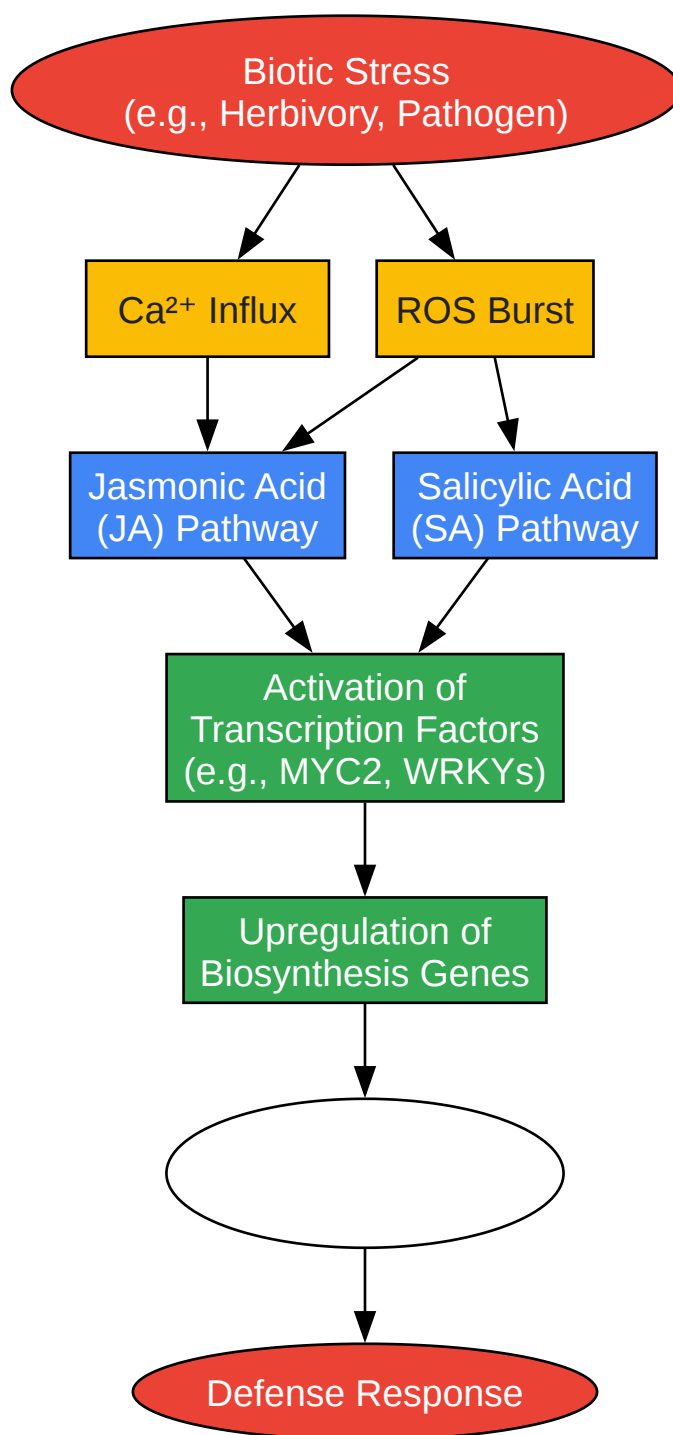 Biotic Stress
(e.g., Herbivory, Pathogen)
Ca²⁺ Influx
ROS Burst
Jasmonic Acid
(JA) Pathway
Salicylic Acid
(SA) Pathway
Activation of
Transcription Factors
(e.g., MYC2, WRKYs)
Upregulation of
Biosynthesis Genes
Defense Response